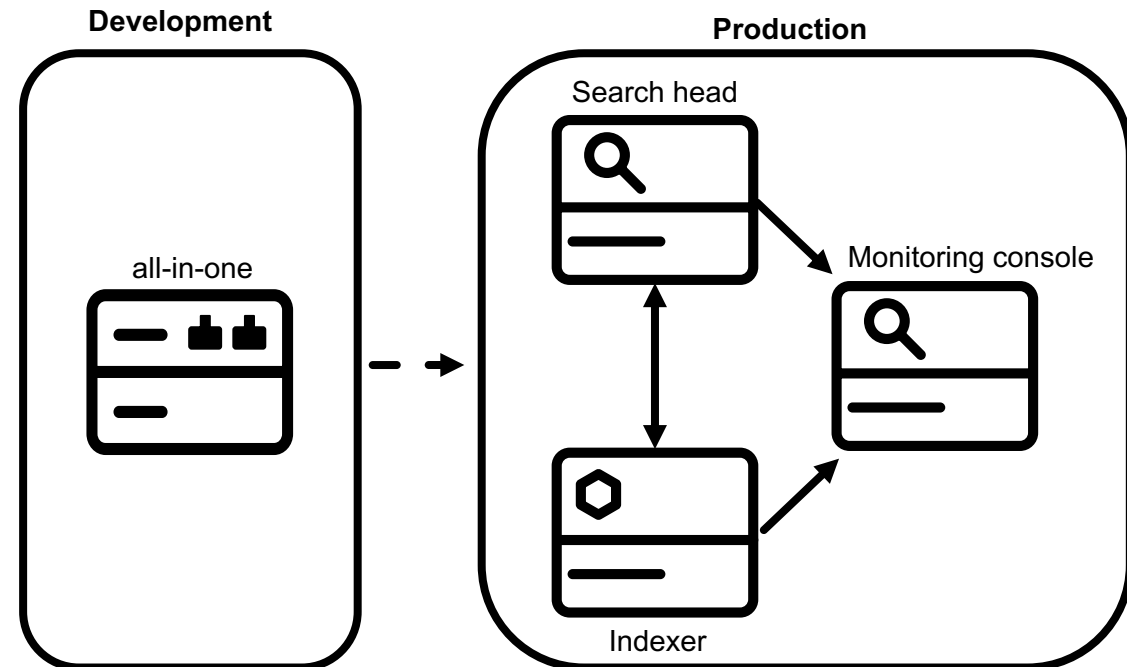 Development
Production
Search head
all-in-one
Monitoring console
Indexer